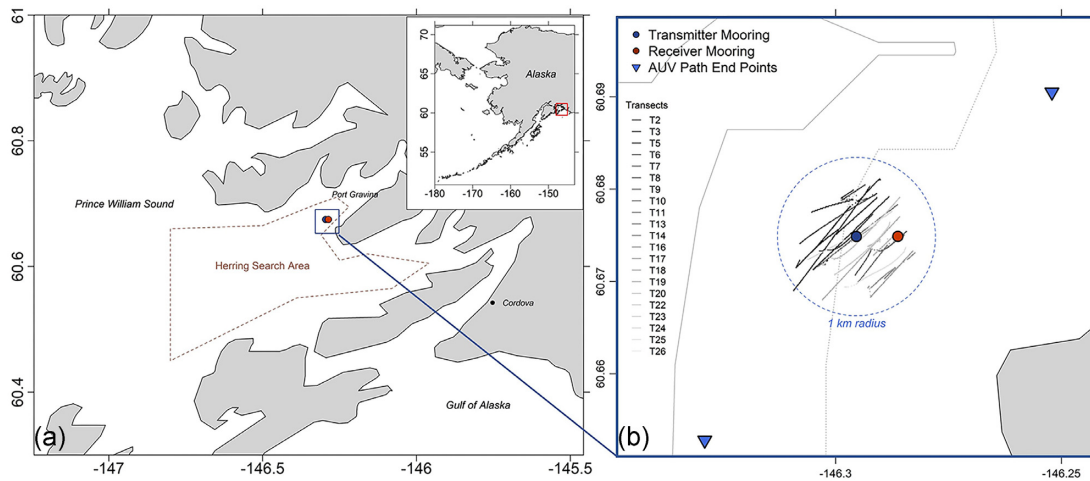 61
60.8
60.6
60.4
-147
-146.5
-146
-145.5
Prince William Sound
Port Gravina
Herring Search Area
Cordova
Gulf of Alaska
(a)
70
65
60
55
-180
-170
-160
-150
Alaska
Transmitter Mooring
Receiver Mooring
AUV Path End Points
Transects
T2
T3
T5
T6
T7
T8
T9
T10
T11
T13
T14
T16
T17
T18
T19
T20
T22
T23
T24
T25
T26
60.69
60.68
60.67
60.66
1 km radius
(b)
-146.3
-146.25